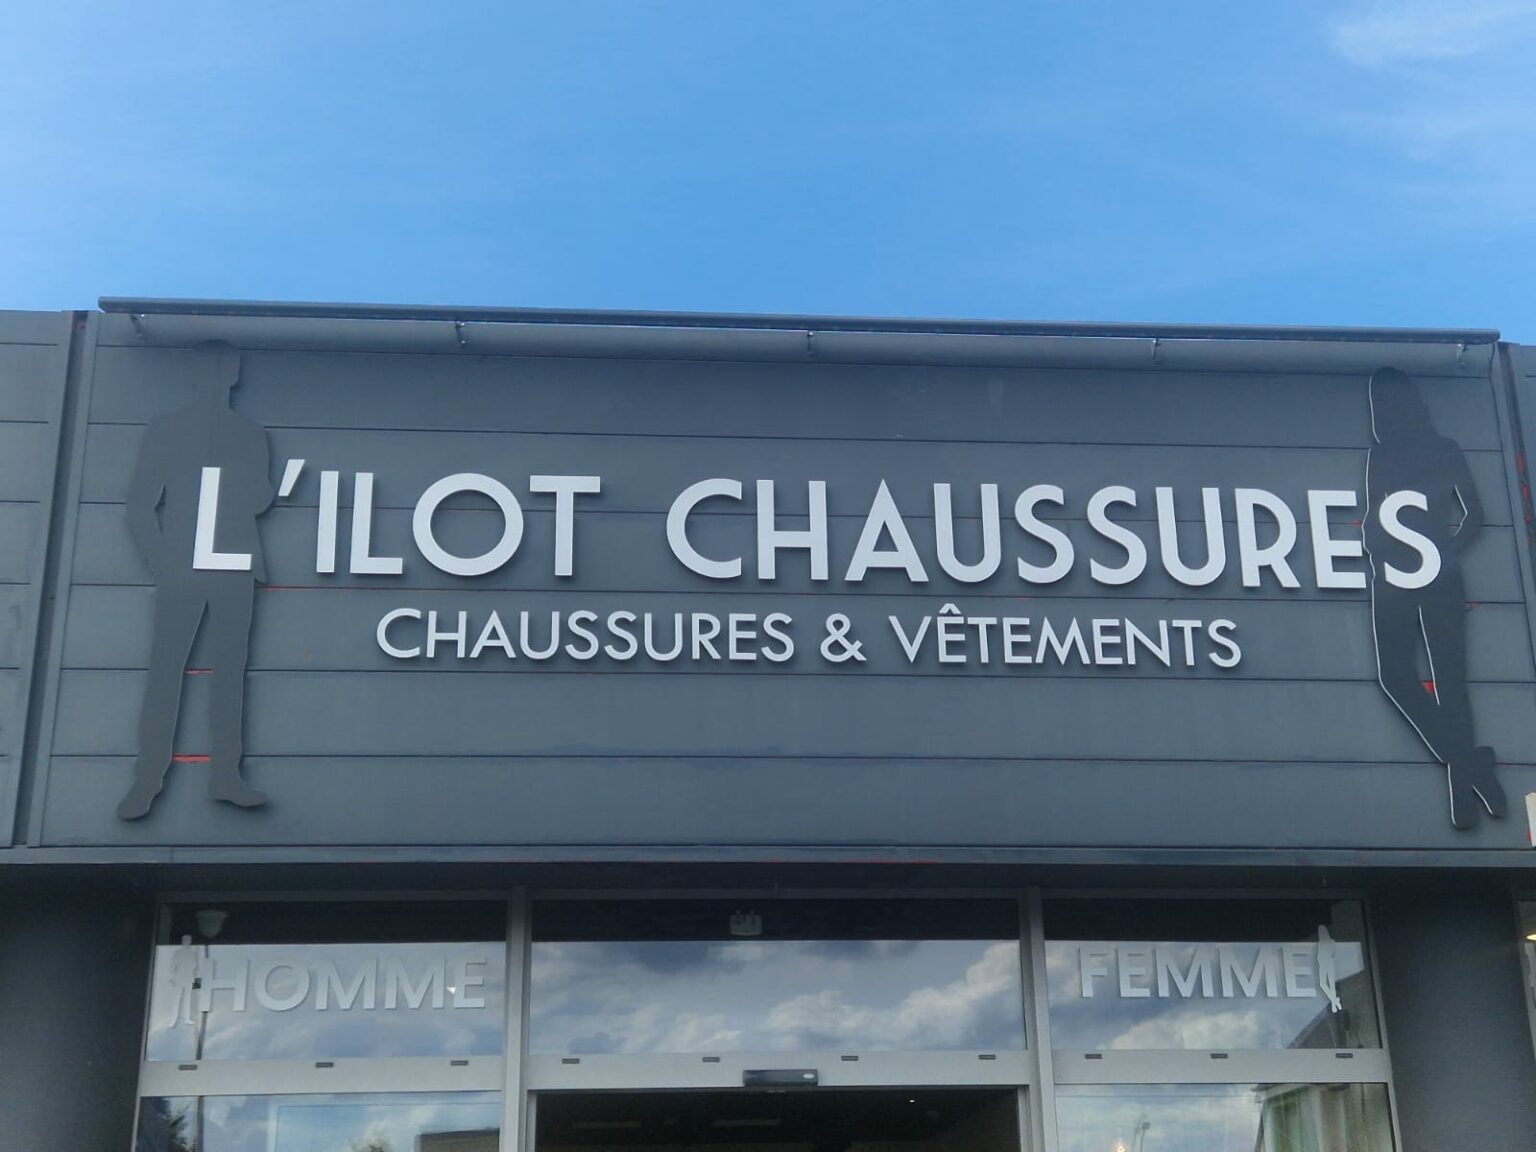 L'ILOT CHAUSSURES
CHAUSSURES & VÊTEMENTS
HOMME
FEMME